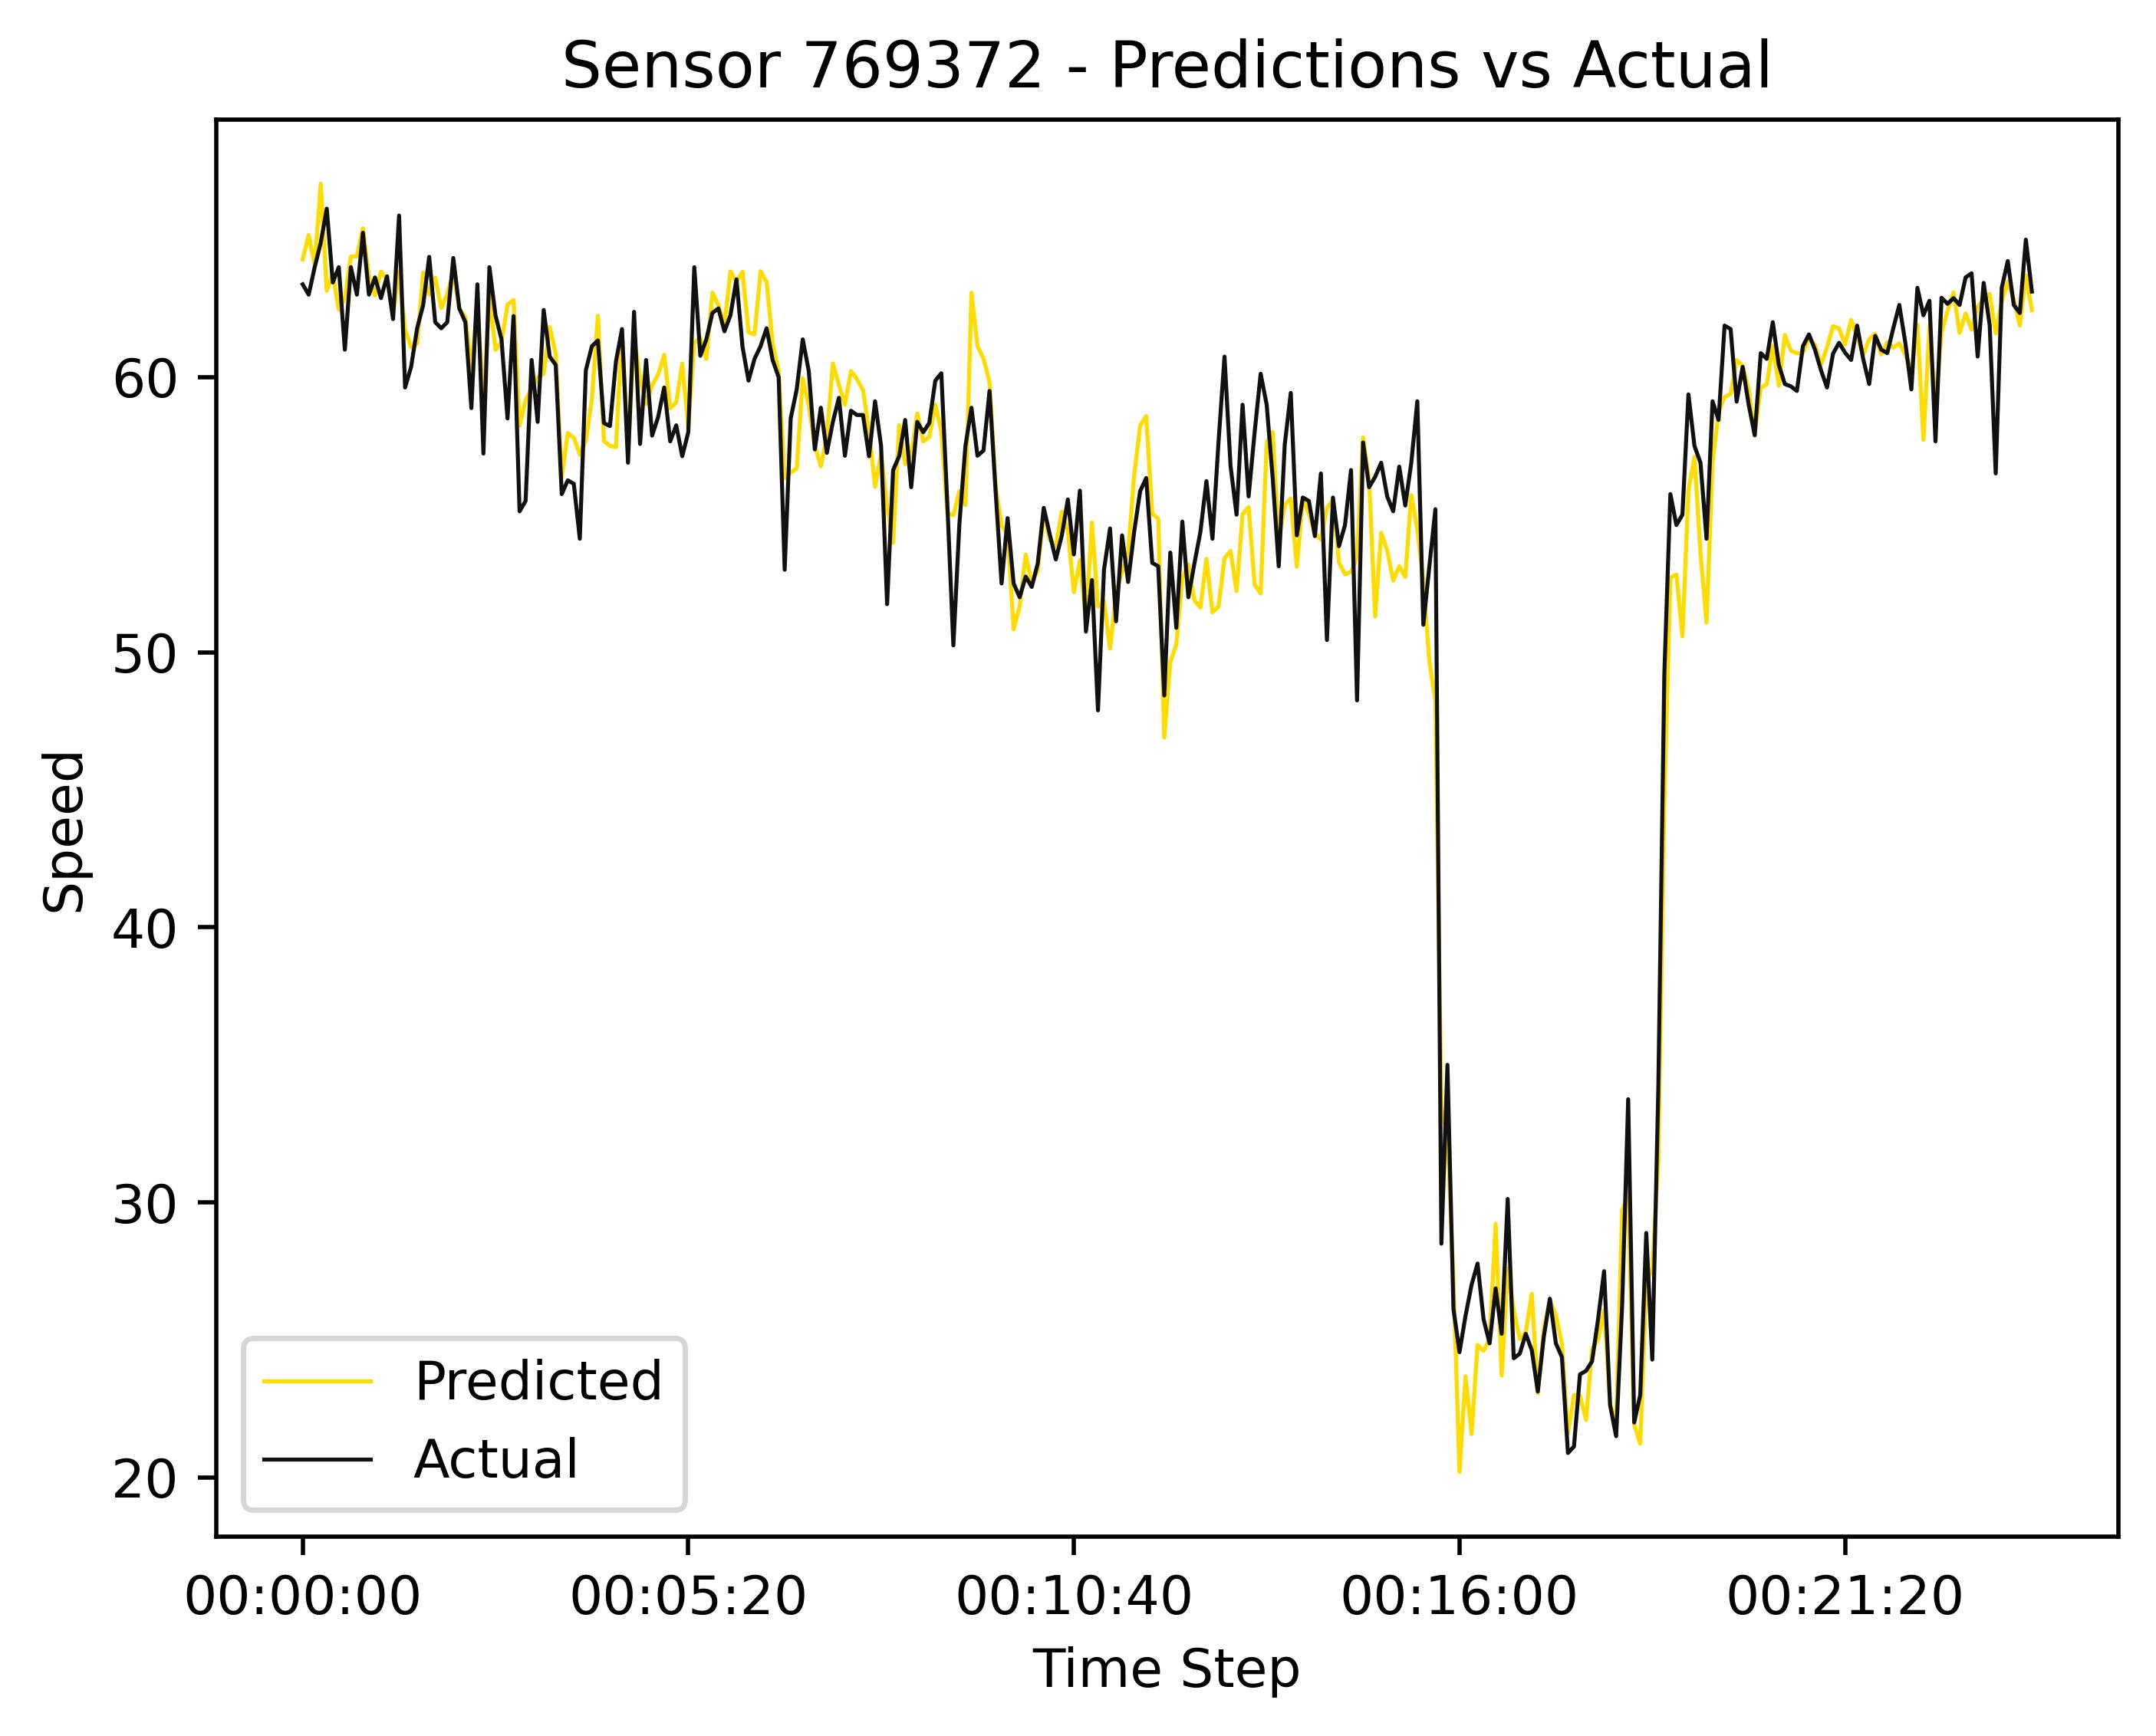 Sensor 769372 - Predictions vs Actual
60
50
40
30
20
Speed
Predicted
Actual
00:00:00 00:05:20 00:10:40 00:16:00 00:21:20
Time Step